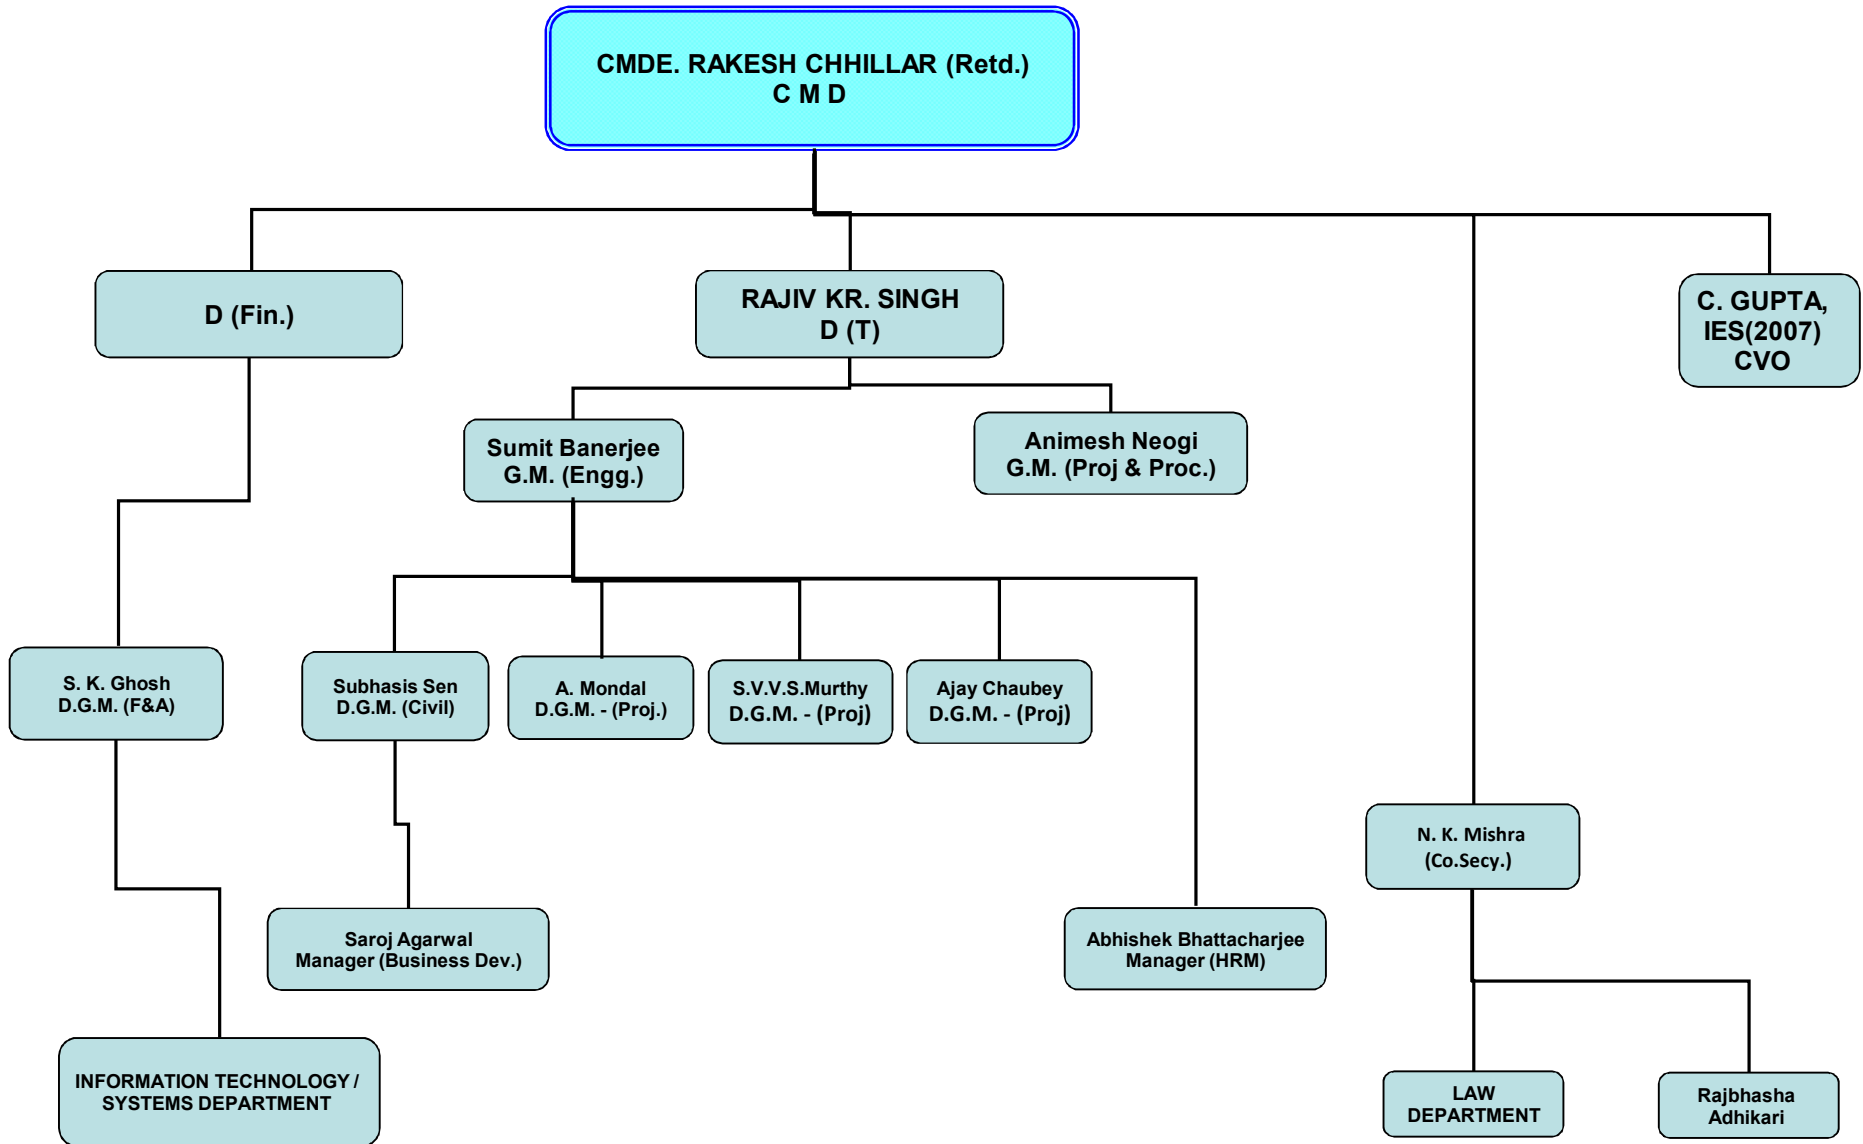 CMDE. RAKESH CHHILLAR (Retd.)
C M D
D (Fin.)
RAJIV KR. SINGH
D (T)
C. GUPTA,
IES(2007)
CVO
Sumit Banerjee
G.M. (Engg.)
Animesh Neogi
G.M. (Proj & Proc.)
S. K. Ghosh
D.G.M. (F&A)
Subhasis Sen
D.G.M. (Civil)
A. Mondal
D.G.M. - (Proj.)
S.V.V.S.Murthy
D.G.M. - (Proj)
Ajay Chaubey
D.G.M. - (Proj)
N. K. Mishra
(Co.Secy.)
Saroj Agarwal
Manager (Business Dev.)
Abhishek Bhattacharjee
Manager (HRM)
INFORMATION TECHNOLOGY /
SYSTEMS DEPARTMENT
LAW
DEPARTMENT
Rajbhasha
Adhikari